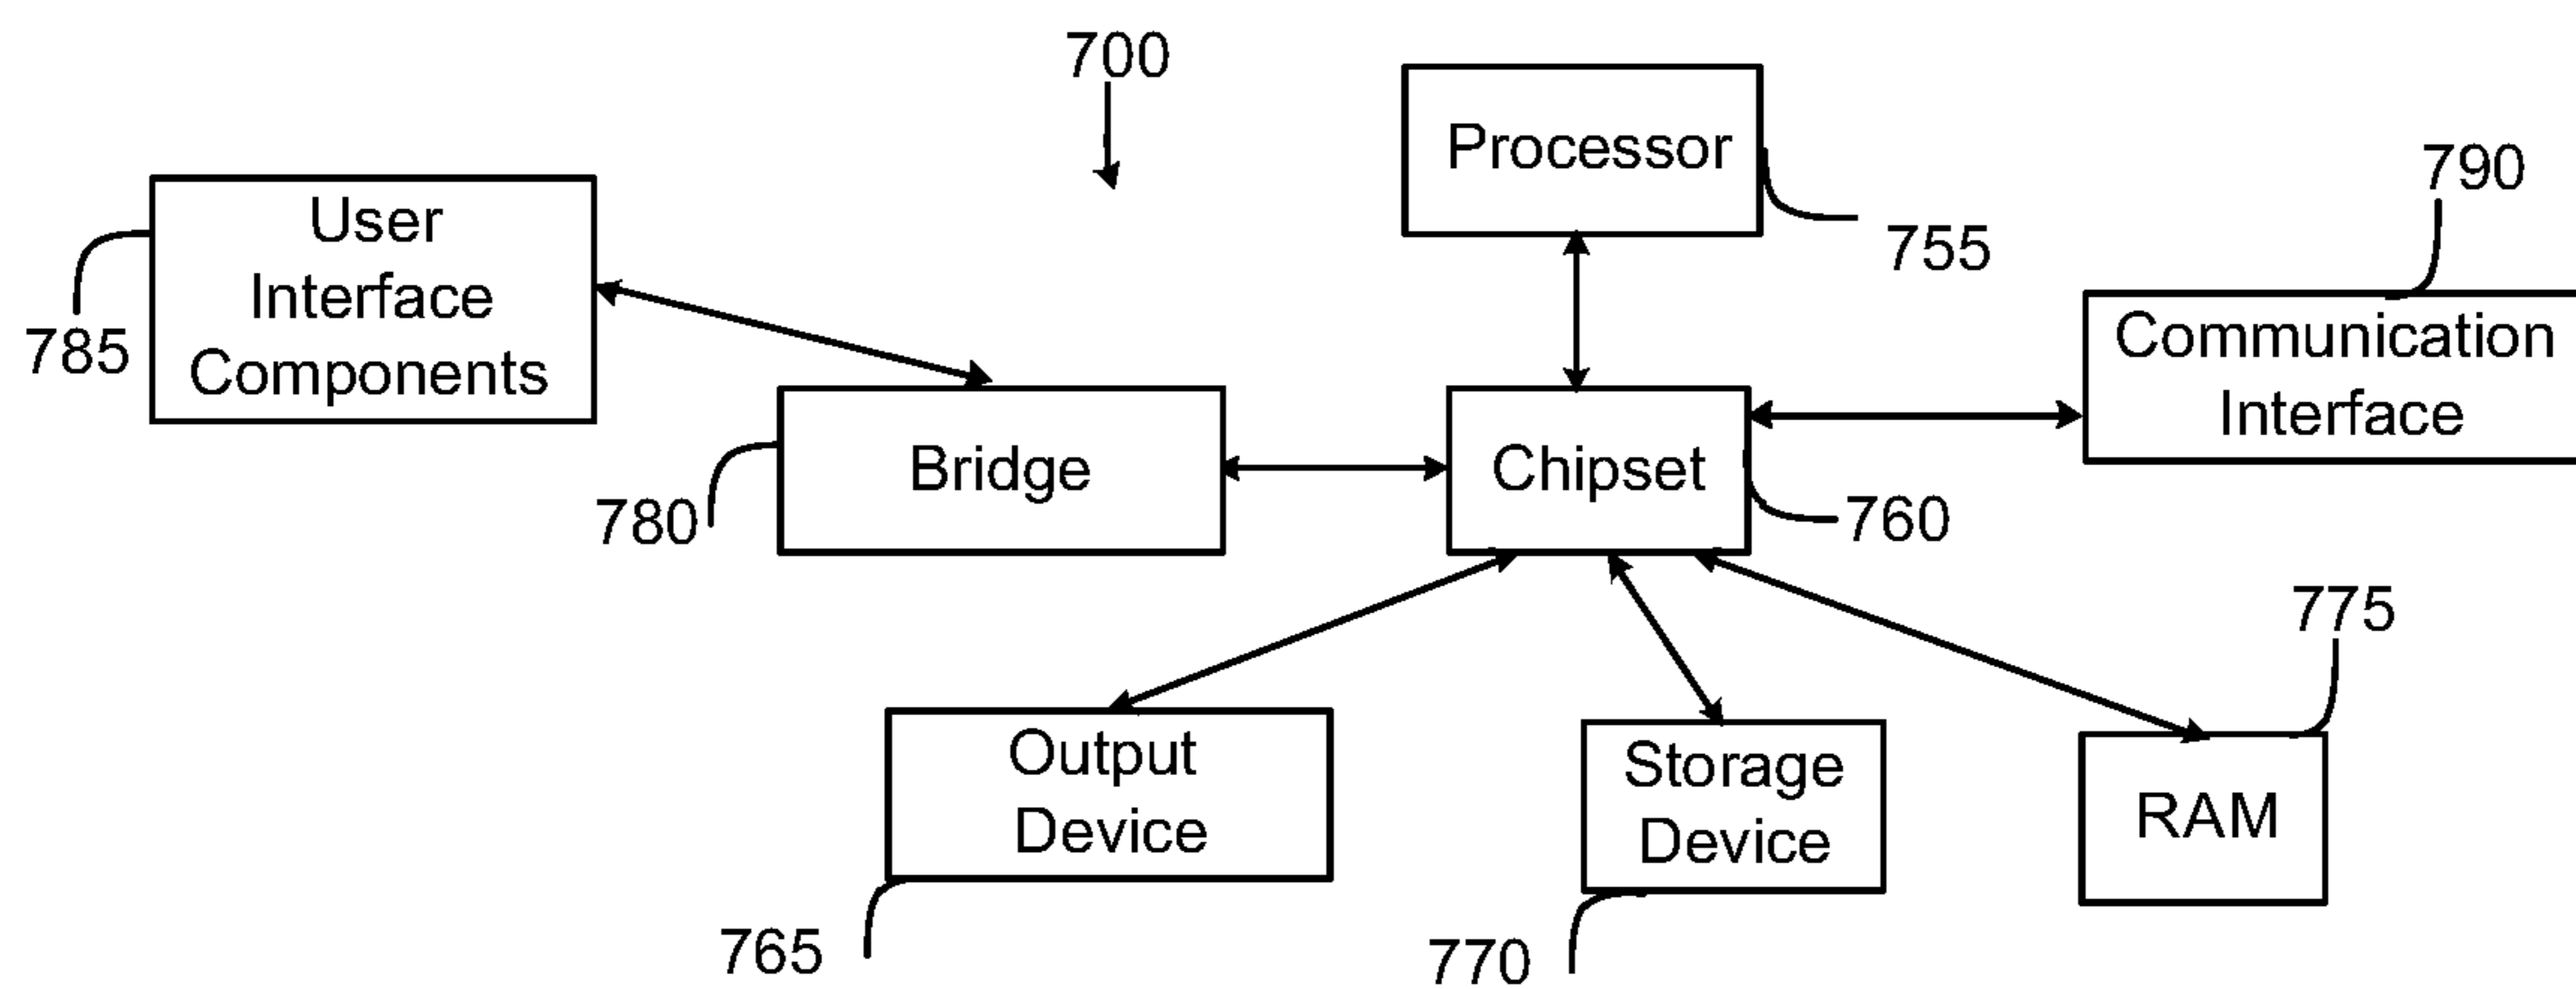 700
Processor
790
User
Interface
Components
755
785
Communication
Interface
Bridge
Chipset
780
760
775
Output
Device
Storage
Device
RAM
765
770